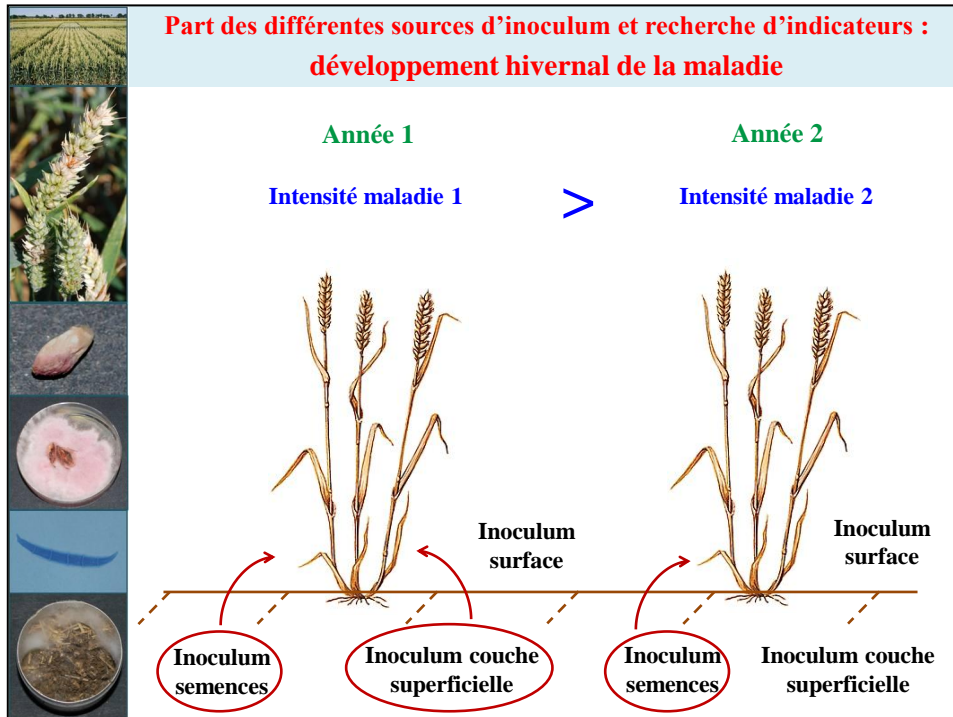 Part des différentes sources d’inoculum et recherche d’indicateurs :
développement hivernal de la maladie
Année 1
Année 2
Intensité maladie 1
>
Intensité maladie 2
Inoculum
surface
Inoculum
surface
Inoculum
semences
Inoculum couche
superficielle
Inoculum
semences
Inoculum couche
superficielle